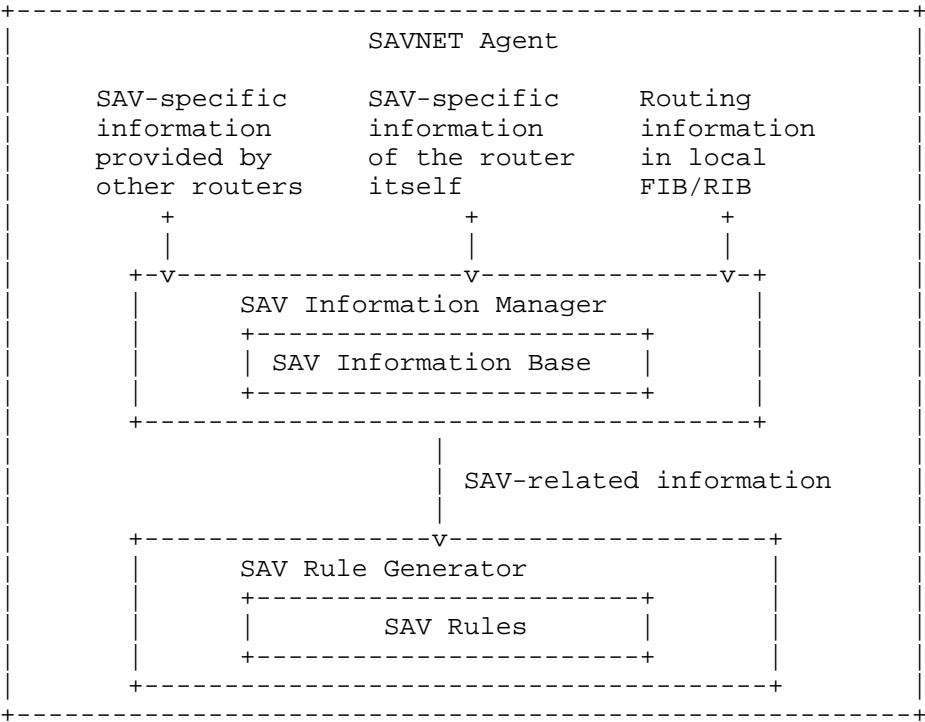 SAVNET Agent
SAV-specific SAV-specific Routing
information information information
provided by of the router in local
other routers itself FIB/RIB
SAV Information Manager
SAV Information Base
SAV-related information
SAV Rule Generator
SAV Rules